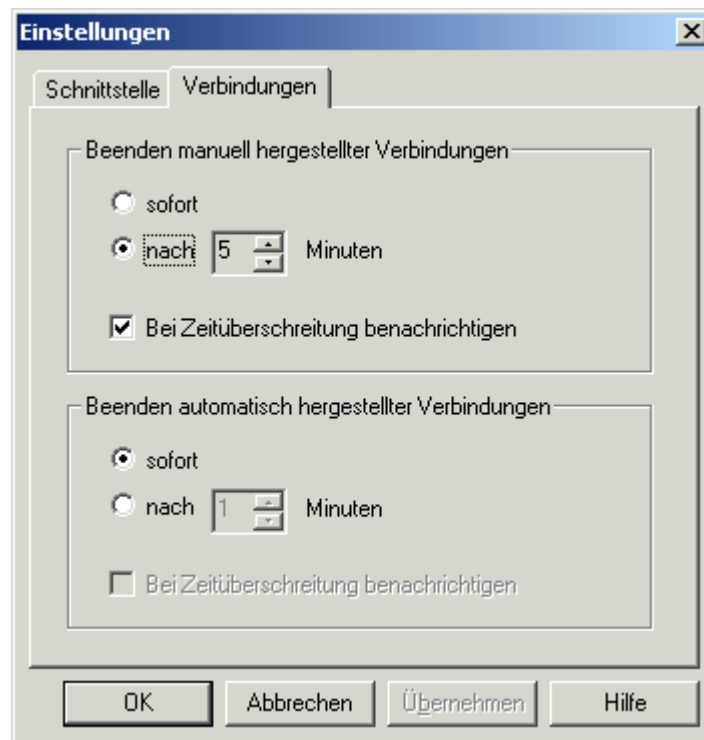 Einstellungen
Schnittstelle Verbindungen
Beenden manuell hergestellter Verbindungen
sofort
nach 5 Minuten
Bei Zeitüberschreitung benachrichtigen
Beenden automatisch hergestellter Verbindungen
sofort
nach 1 Minuten
Bei Zeitüberschreitung benachrichtigen
OK Abbrechen Übernehmen Hilfe